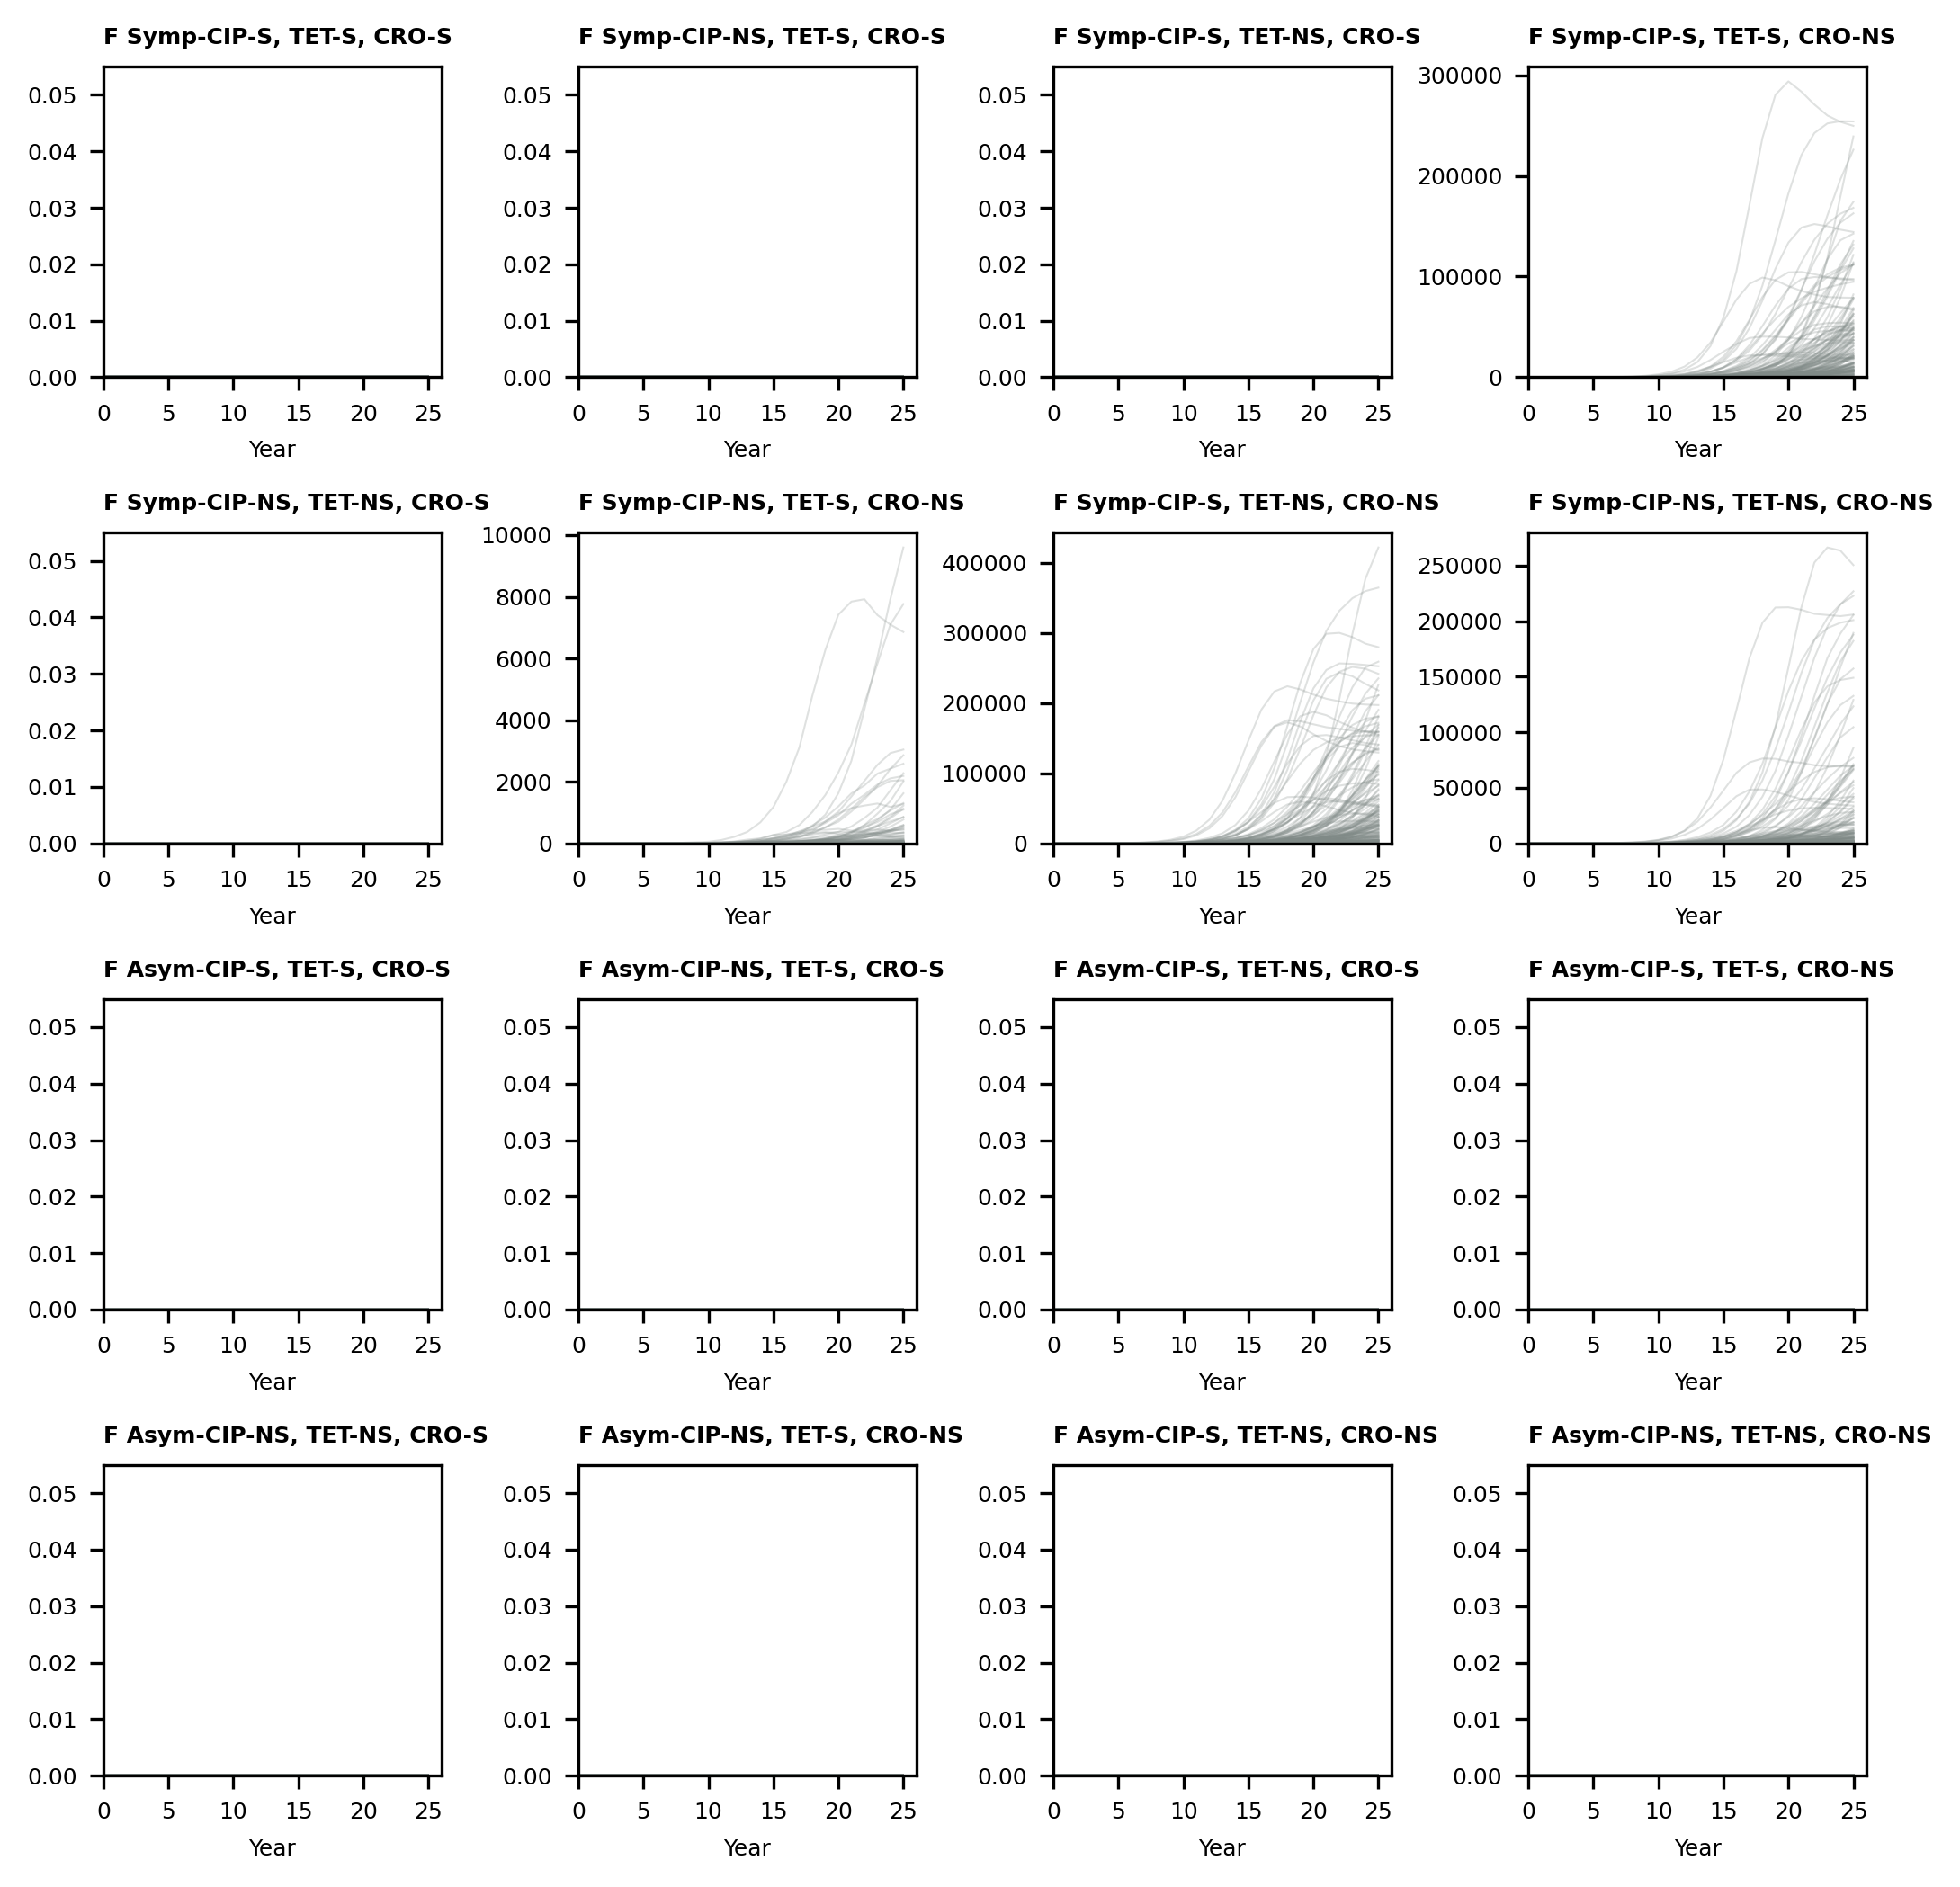 F Symp-CIP-S, TET-S, CRO-S
0.05
0.04
0.03
0.02
0.01
0.00
0 5 10 15 20 25
Year
F Symp-CIP-NS, TET-S, CRO-S
0.05
0.04
0.03
0.02
0.01
0.00
0 5 10 15 20 25
Year
F Symp-CIP-S, TET-NS, CRO-S
0.05
0.04
0.03
0.02
0.01
0.00
0 5 10 15 20 25
Year
F Symp-CIP-S, TET-S, CRO-NS
300000
200000
100000
0
0 5 10 15 20 25
Year
F Symp-CIP-NS, TET-NS, CRO-S
0.05
0.04
0.03
0.02
0.01
0.00
0 5 10 15 20 25
Year
F Symp-CIP-NS, TET-S, CRO-NS
10000
8000
6000
4000
2000
0
0 5 10 15 20 25
Year
F Symp-CIP-S, TET-NS, CRO-NS
400000
300000
200000
100000
0
0 5 10 15 20 25
Year
F Symp-CIP-NS, TET-NS, CRO-NS
250000
200000
150000
100000
50000
0
0 5 10 15 20 25
Year
F Asym-CIP-S, TET-S, CRO-S
0.05
0.04
0.03
0.02
0.01
0.00
0 5 10 15 20 25
Year
F Asym-CIP-NS, TET-S, CRO-S
0.05
0.04
0.03
0.02
0.01
0.00
0 5 10 15 20 25
Year
F Asym-CIP-S, TET-NS, CRO-S
0.05
0.04
0.03
0.02
0.01
0.00
0 5 10 15 20 25
Year
F Asym-CIP-S, TET-S, CRO-NS
0.05
0.04
0.03
0.02
0.01
0.00
0 5 10 15 20 25
Year
F Asym-CIP-NS, TET-NS, CRO-S
0.05
0.04
0.03
0.02
0.01
0.00
0 5 10 15 20 25
Year
F Asym-CIP-NS, TET-S, CRO-NS
0.05
0.04
0.03
0.02
0.01
0.00
0 5 10 15 20 25
Year
F Asym-CIP-S, TET-NS, CRO-NS
0.05
0.04
0.03
0.02
0.01
0.00
0 5 10 15 20 25
Year
F Asym-CIP-NS, TET-NS, CRO-NS
0.05
0.04
0.03
0.02
0.01
0.00
0 5 10 15 20 25
Year